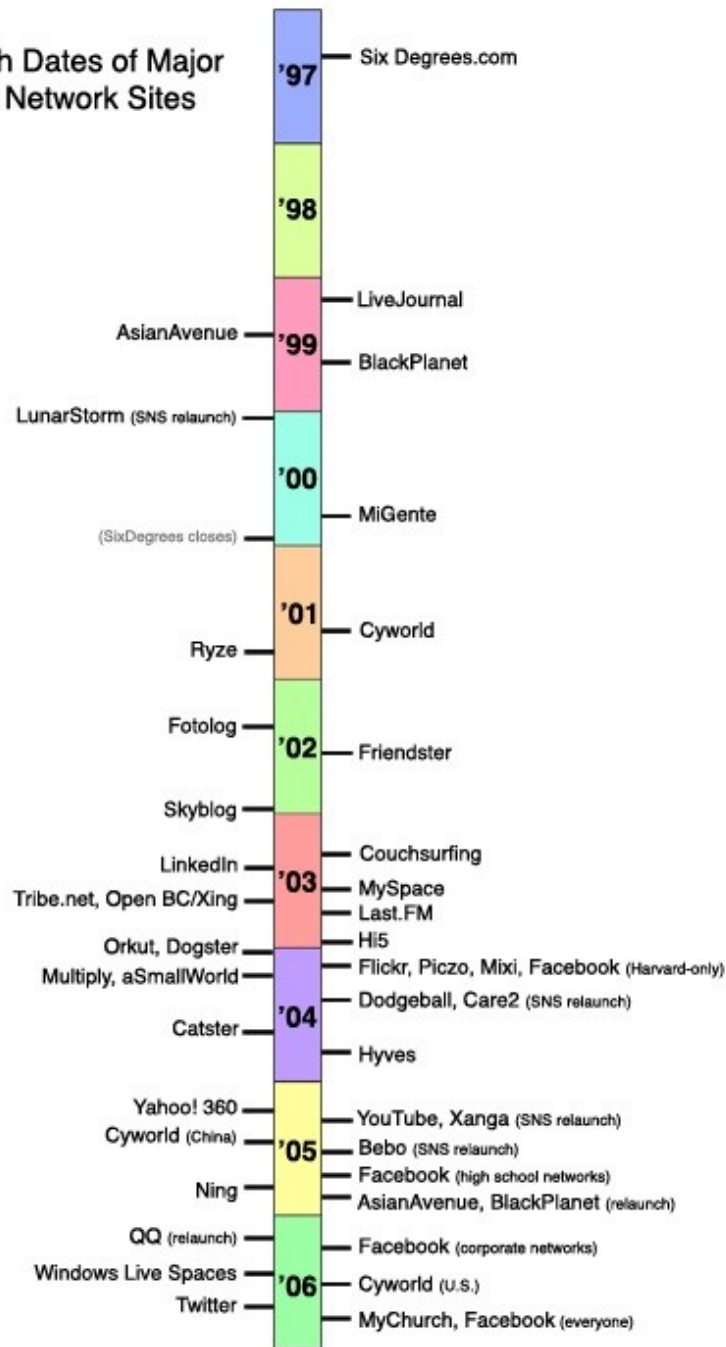 h Dates of Major
Network Sites
'97
Six Degrees.com
'98
'99
LiveJournal
AsianAvenue
BlackPlanet
LunarStorm (SNS relaunch)
'00
MiGente
(SixDegrees closes)
'01
Cyworld
Ryze
Fotolog
'02
Friendster
Skyblog
Couchsurfing
LinkedIn
'03
MySpace
Tribe.net, Open BC/Xing
Last.FM
Hi5
Orkut, Dogster
Flickr, Piczo, Mixi, Facebook (Harvard-only)
Multiply, aSmallWorld
Dodgeball, Care2 (SNS relaunch)
'04
Catster
Hyves
Yahoo! 360
YouTube, Xanga (SNS relaunch)
Cyworld (China)
'05
Bebo (SNS relaunch)
Facebook (high school networks)
Ning
AsianAvenue, BlackPlanet (relaunch)
QQ (relaunch)
Facebook (corporate networks)
Windows Live Spaces
'06
Cyworld (U.S.)
Twitter
MyChurch, Facebook (everyone)